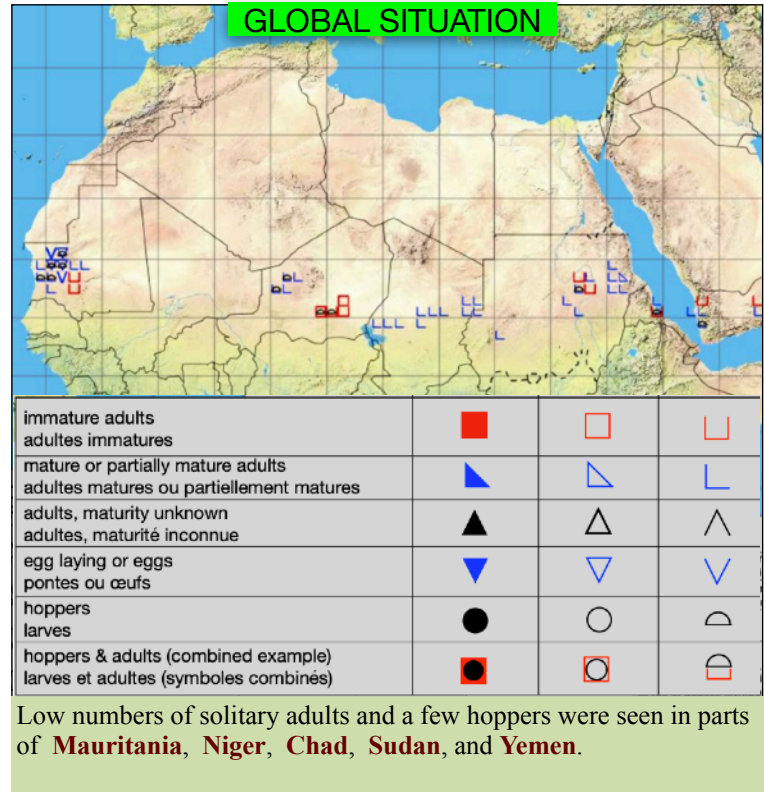 GLOBAL SITUATION
immature adults
adultes immatures
mature or partially mature adults
adultes matures ou partiellement matures
adults, maturity unknown
adultes, maturité inconnue
egg laying or eggs
pontes ou œufs
hoppers
larves
hoppers & adults (combined example)
larves et adultes (symboles combinés)
Low numbers of solitary adults and a few hoppers were seen in parts
of Mauritania, Niger, Chad, Sudan, and Yemen.